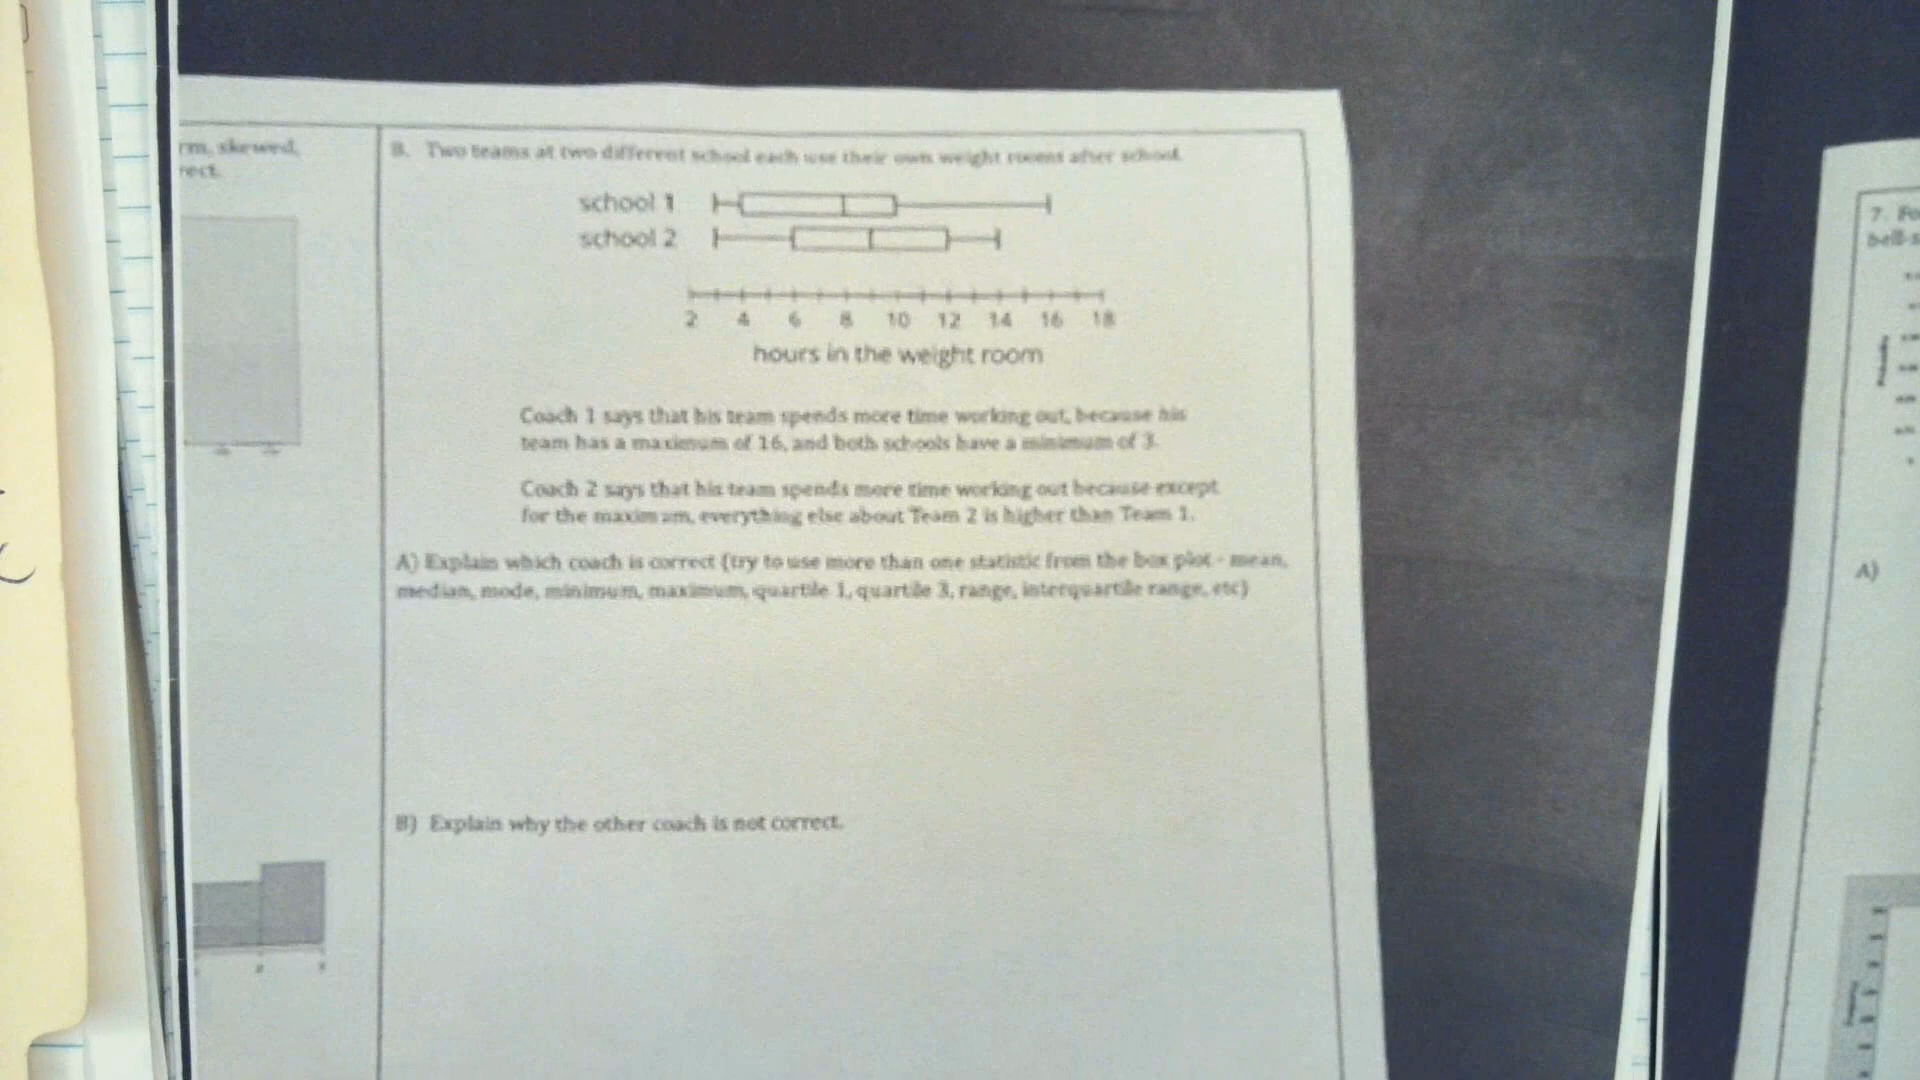 rm, skewed,
rect.
8. Two teams at two different school each use their own weight rooms after school.
school 1
school 2
2 4 6 8 10 12 14 16 18
hours in the weight room
Coach 1 says that his team spends more time working out, because his
team has a maximum of 16, and both schools have a minimum of 3.
Coach 2 says that his team spends more time working out because except
for the maximum, everything else about Team 2 is higher than Team 1.
A) Explain which coach is correct (try to use more than one statistic from the box plot - mean,
median, mode, minimum, maximum, quartile 1, quartile 3, range, interquartile range, etc)
B) Explain why the other coach is not correct.
7. Fo
bell-s
A)